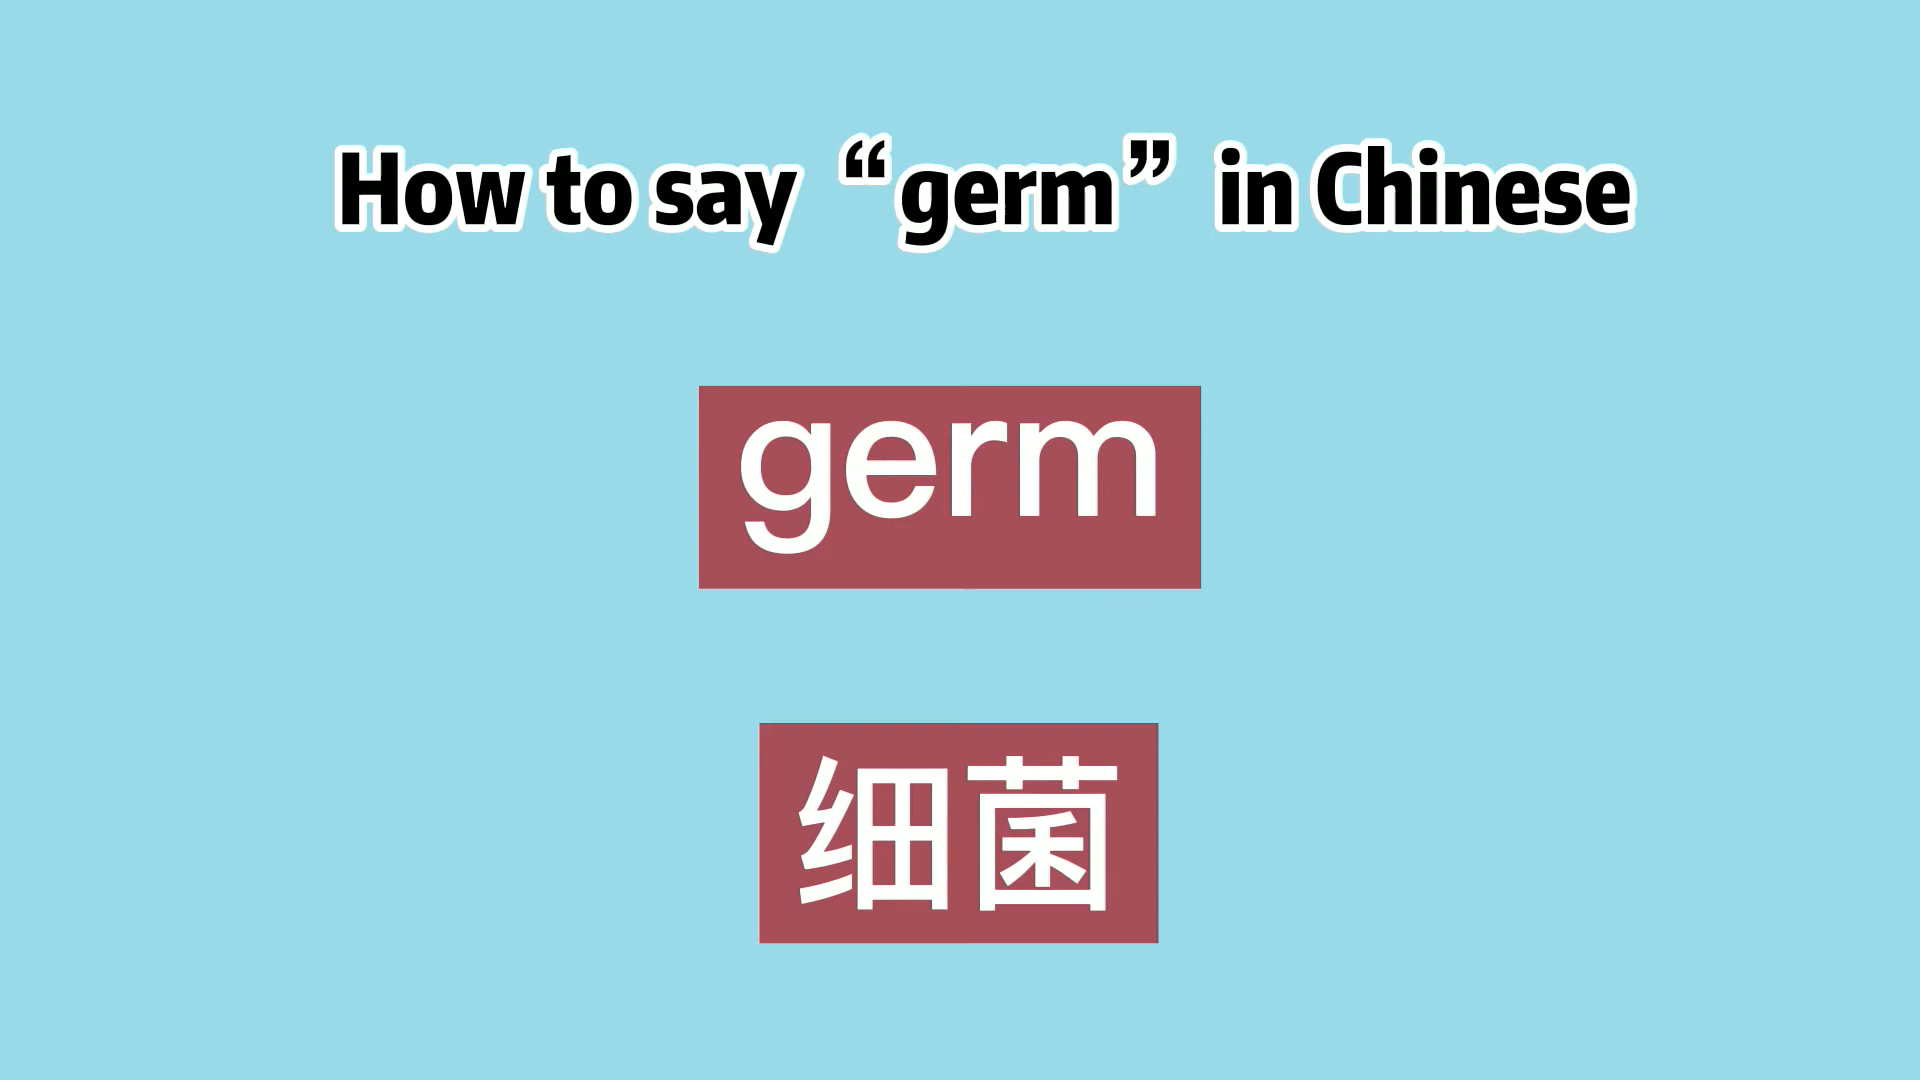 How to say “germ” in Chinese
germ
细菌